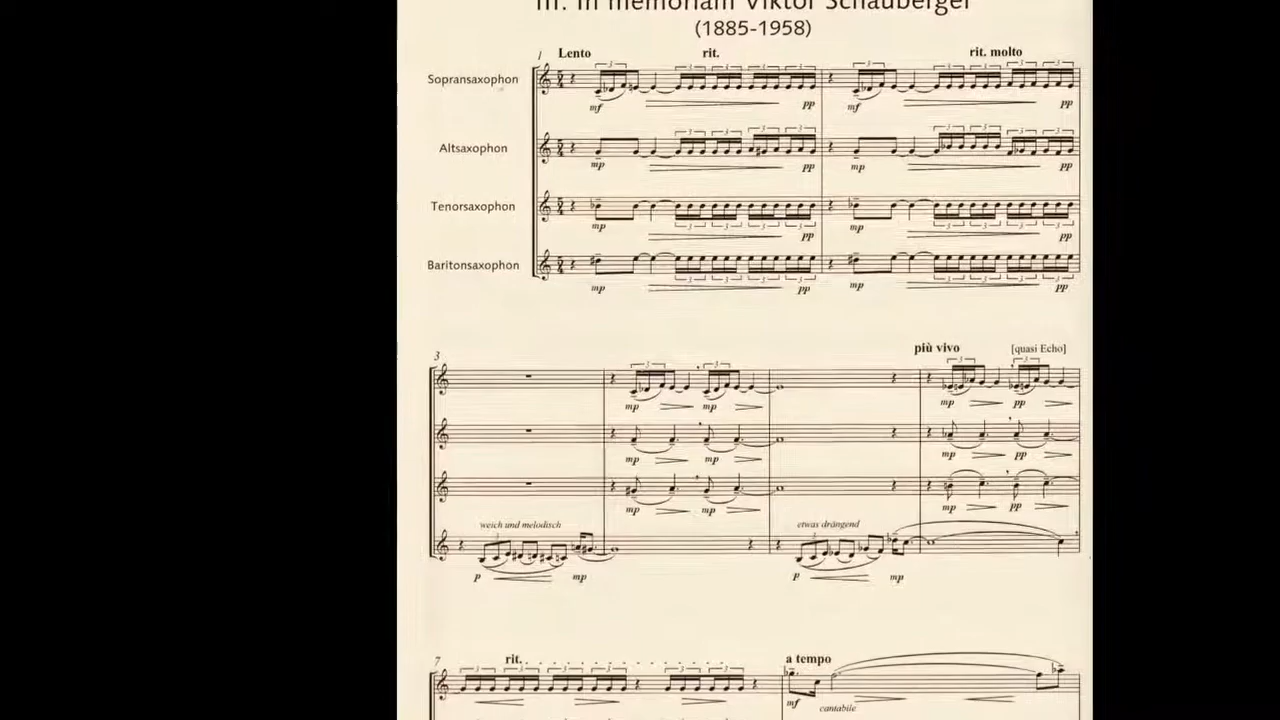 III. In memoriam Viktor Schauberger
(1885-1958)
1 Lento rit. rit. molto
Sopransaxophon
mf pp mf pp
Altsaxophon
mp pp mp pp
Tenorsaxophon
mp pp mp pp
Baritonsaxophon
mp pp mp pp
3 più vivo [quasi Echo]
mp mp mp pp
mp mp mp pp
mp mp mp pp
weich und melodisch etwas drängend
p mp p mp
7 rit. a tempo
mf cantabile